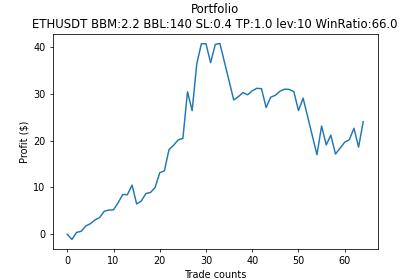 Portfolio
ETHUSDT BBM:2.2 BBL:140 SL:0.4 TP:1.0 lev:10 WinRatio:66.0
40
30
20
10
0
Profit ($)
0 10 20 30 40 50 60
Trade counts